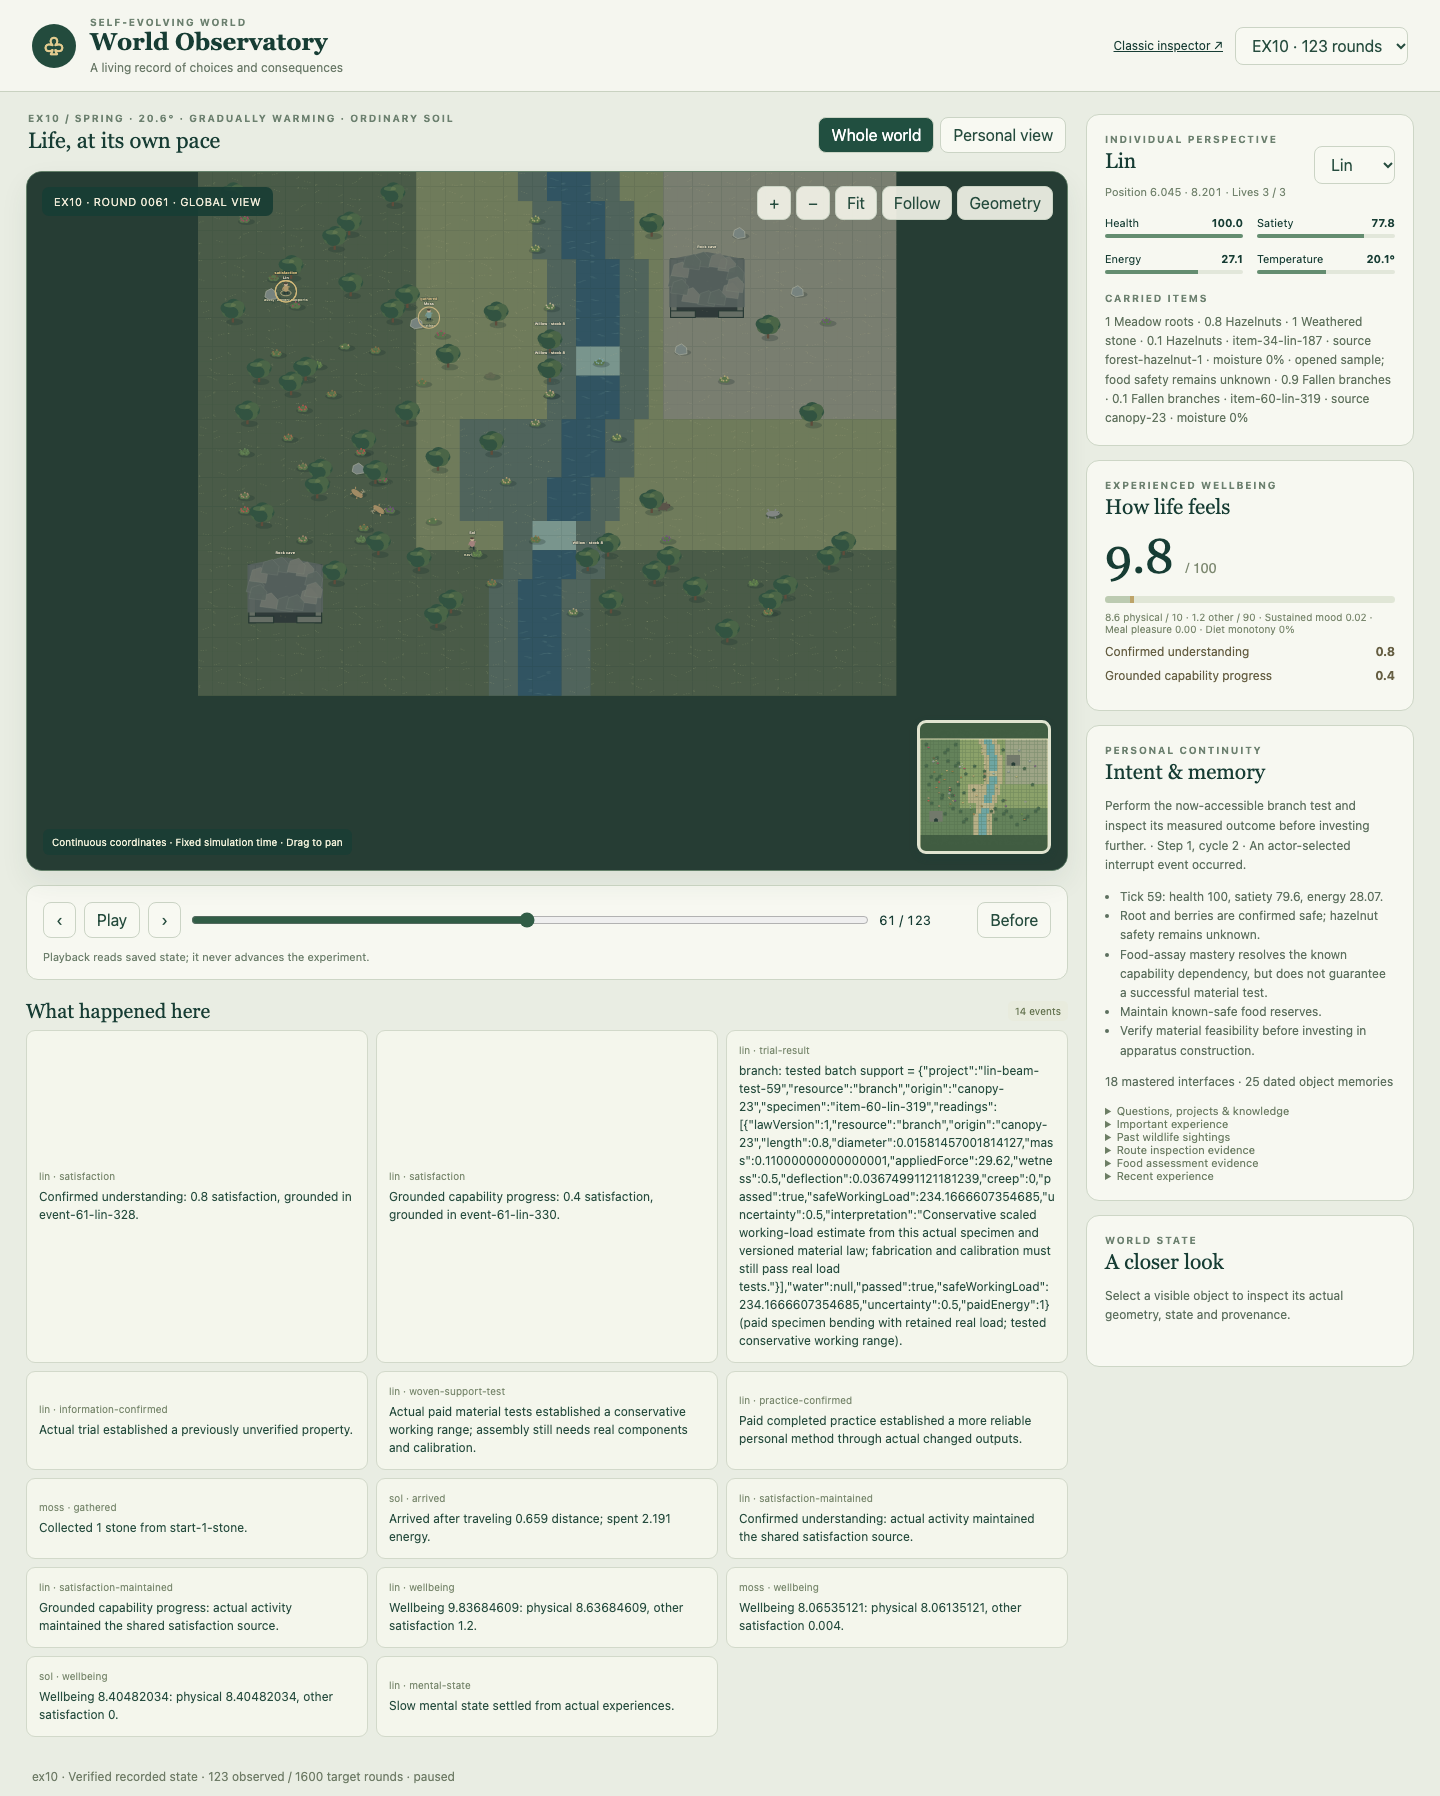 SELF-EVOLVING WORLD
World Observatory
A living record of choices and consequences
Classic inspector ↗
EX10 · 123 rounds
EX10 / SPRING · 20.6° · GRADUALLY WARMING · ORDINARY SOIL
Life, at its own pace
Whole world
Personal view
EX10 · ROUND 0061 · GLOBAL VIEW
+
−
Fit
Follow
Geometry
Rock cave
satisfaction
Lin
Moss
Willow · stock 8
Willow · stock 8
Sol
Willow · stock 8
Rock cave
Continuous coordinates · Fixed simulation time · Drag to pan
‹
Play
›
61 / 123
Before
Playback reads saved state; it never advances the experiment.
What happened here
14 events
lin · satisfaction
Confirmed understanding: 0.8 satisfaction, grounded in
event-61-lin-328.
lin · satisfaction
Grounded capability progress: 0.4 satisfaction,
grounded in event-61-lin-330.
lin · trial-result
branch: tested batch support = {"project":"lin-beam-
test-59","resource":"branch","origin":"canopy-
23","specimen":"item-60-lin-319","readings":
[{"lawVersion":1,"resource":"branch","origin":"canopy-
23","length":0.8,"diameter":0.01581457001814127,"mas
s":0.11000000000000001,"appliedForce":29.62,"wetne
ss":0.5,"deflection":0.03674991121181239,"creep":0,"p
assed":true,"safeWorkingLoad":234.1666607354685,"u
ncertainty":0.5,"interpretation":"Conservative scaled
working-load estimate from this actual specimen and
versioned material law; fabrication and calibration must
still pass real load
tests."}],"water":null,"passed":true,"safeWorkingLoad":
234.1666607354685,"uncertainty":0.5,"paidEnergy":1}
(paid specimen bending with retained real load; tested
conservative working range).
lin · information-confirmed
Actual trial established a previously unverified property.
lin · woven-support-test
Actual paid material tests established a conservative
working range; assembly still needs real components
and calibration.
lin · practice-confirmed
Paid completed practice established a more reliable
personal method through actual changed outputs.
moss · gathered
Collected 1 stone from start-1-stone.
sol · arrived
Arrived after traveling 0.659 distance; spent 2.191
energy.
lin · satisfaction-maintained
Confirmed understanding: actual activity maintained
the shared satisfaction source.
lin · satisfaction-maintained
Grounded capability progress: actual activity
maintained the shared satisfaction source.
lin · wellbeing
Wellbeing 9.83684609: physical 8.63684609, other
satisfaction 1.2.
moss · wellbeing
Wellbeing 8.06535121: physical 8.06135121, other
satisfaction 0.004.
sol · wellbeing
Wellbeing 8.40482034: physical 8.40482034, other
satisfaction 0.
lin · mental-state
Slow mental state settled from actual experiences.
INDIVIDUAL PERSPECTIVE
Lin
Lin
Position 6.045 · 8.201 · Lives 3 / 3
Health 100.0
Satiety 77.8
Energy 27.1
Temperature 20.1°
CARRIED ITEMS
1 Meadow roots · 0.8 Hazelnuts · 1 Weathered
stone · 0.1 Hazelnuts · item-34-lin-187 · source
forest-hazelnut-1 · moisture 0% · opened sample;
food safety remains unknown · 0.9 Fallen branches
· 0.1 Fallen branches · item-60-lin-319 · source
canopy-23 · moisture 0%
EXPERIENCED WELLBEING
How life feels
9.8 / 100
8.6 physical / 10 · 1.2 other / 90 · Sustained mood 0.02 ·
Meal pleasure 0.00 · Diet monotony 0%
Confirmed understanding 0.8
Grounded capability progress 0.4
PERSONAL CONTINUITY
Intent & memory
Perform the now-accessible branch test and
inspect its measured outcome before investing
further. · Step 1, cycle 2 · An actor-selected
interrupt event occurred.
• Tick 59: health 100, satiety 79.6, energy 28.07.
• Root and berries are confirmed safe; hazelnut
safety remains unknown.
• Food-assay mastery resolves the known
capability dependency, but does not guarantee
a successful material test.
• Maintain known-safe food reserves.
• Verify material feasibility before investing in
apparatus construction.
18 mastered interfaces · 25 dated object memories
▶ Questions, projects & knowledge
▶ Important experience
▶ Past wildlife sightings
▶ Route inspection evidence
▶ Food assessment evidence
▶ Recent experience
WORLD STATE
A closer look
Select a visible object to inspect its actual
geometry, state and provenance.
ex10 · Verified recorded state · 123 observed / 1600 target rounds · paused